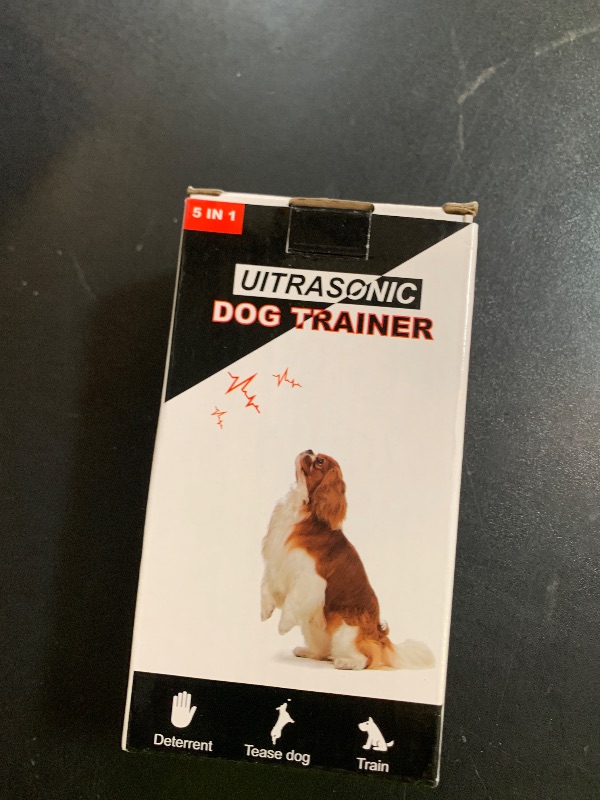 5 IN 1
UITRASONIC
DOG TRAINER
Deterrent
Tease dog
Train